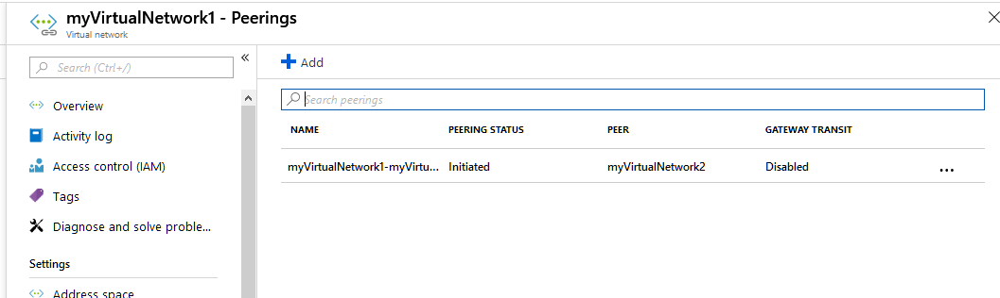 myVirtualNetwork1 - Peerings
Virtual network
Search (Ctrl+/)
Overview
Activity log
Access control (IAM)
Tags
Diagnose and solve proble...
Settings
Address space
Add
Search peerings
NAME PEERING STATUS PEER GATEWAY TRANSIT
myVirtualNetwork1-myVirtu... Initiated myVirtualNetwork2 Disabled